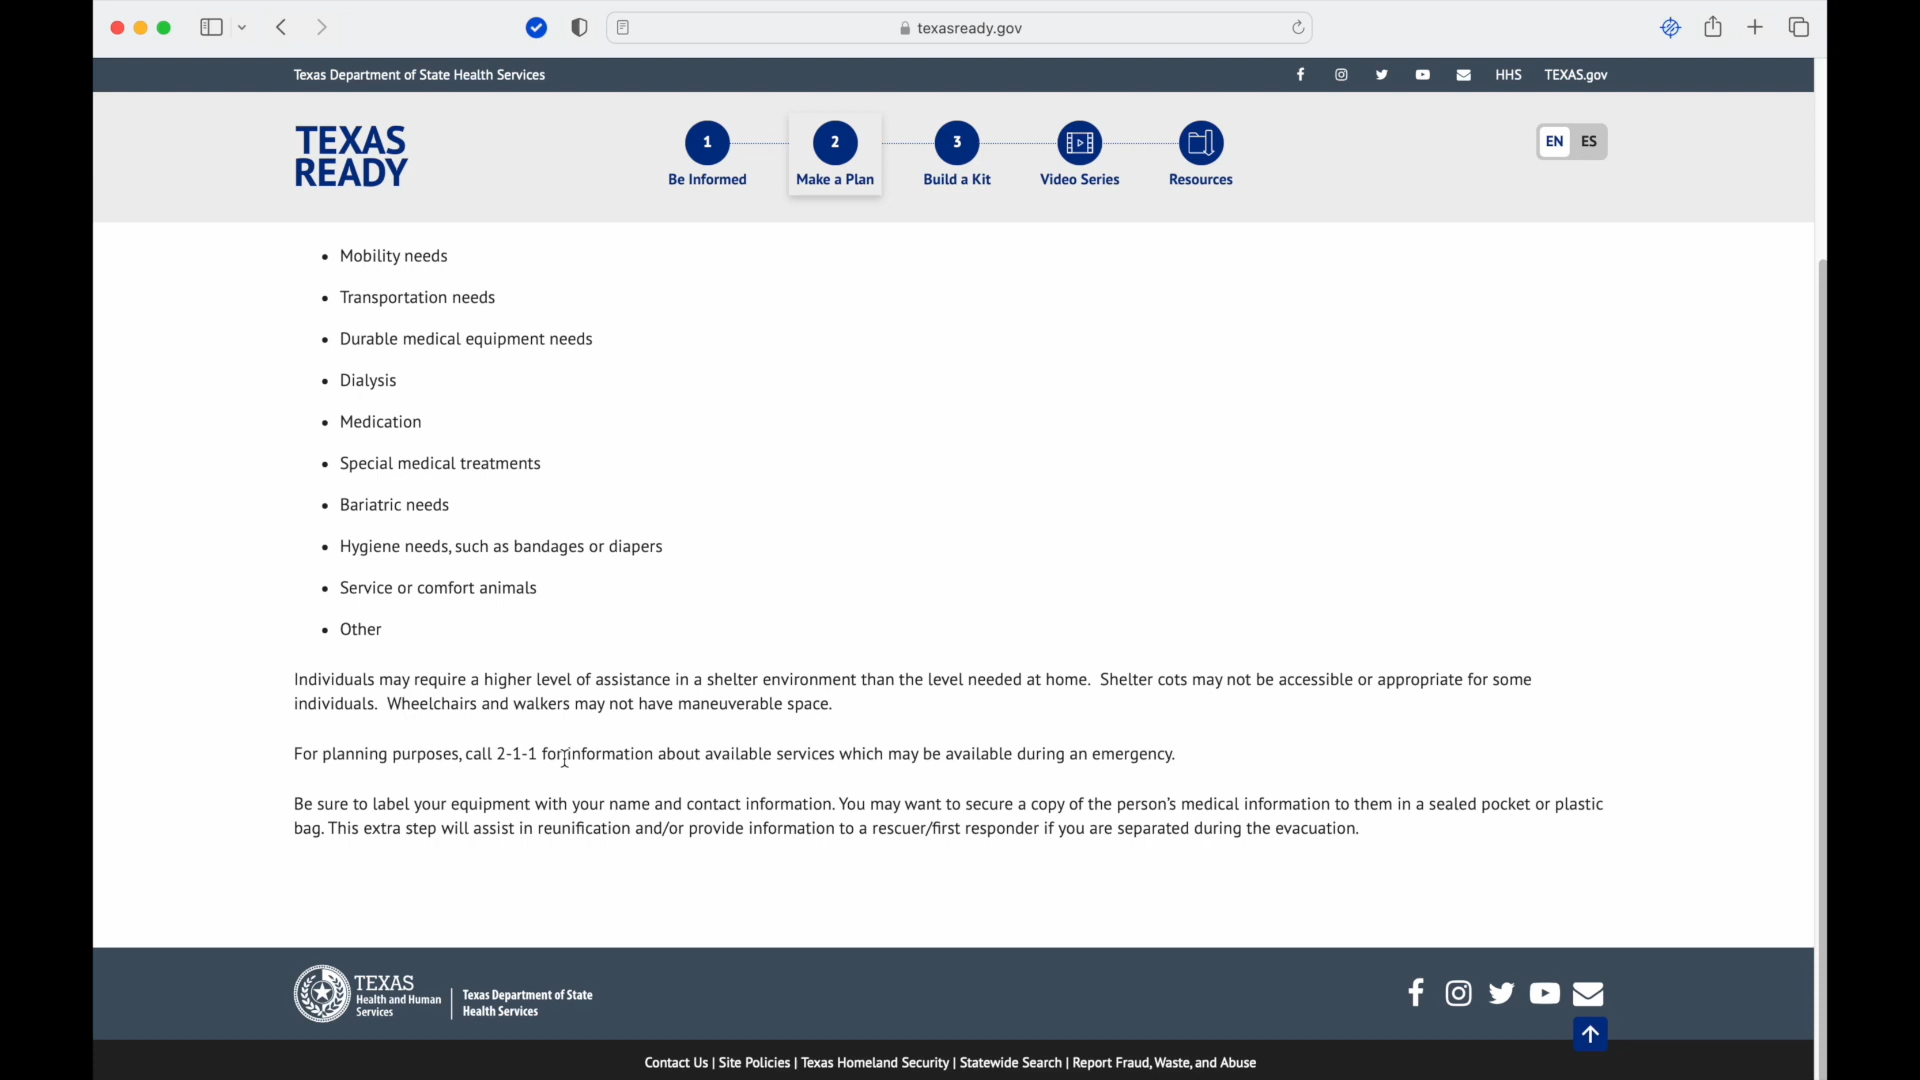 texasready.gov
Texas Department of State Health Services
HHS
TEXAS.gov
TEXAS
READY
1
Be Informed
2
Make a Plan
3
Build a Kit
Video Series
Resources
EN
ES
Mobility needs
Transportation needs
Durable medical equipment needs
Dialysis
Medication
Special medical treatments
Bariatric needs
Hygiene needs, such as bandages or diapers
Service or comfort animals
Other
Individuals may require a higher level of assistance in a shelter environment than the level needed at home. Shelter cots may not be accessible or appropriate for some
individuals. Wheelchairs and walkers may not have maneuverable space.
For planning purposes, call 2-1-1 for information about available services which may be available during an emergency.
Be sure to label your equipment with your name and contact information. You may want to secure a copy of the person's medical information to them in a sealed pocket or plastic
bag. This extra step will assist in reunification and/or provide information to a rescuer/first responder if you are separated during the evacuation.
TEXAS
Health and Human
Services
Texas Department of State
Health Services
Contact Us | Site Policies | Texas Homeland Security | Statewide Search | Report Fraud, Waste, and Abuse